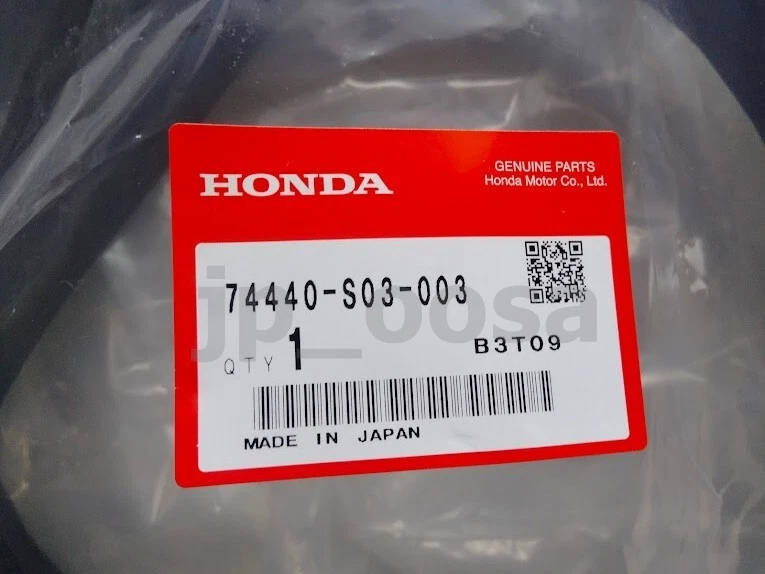 HONDA
GENUINE PARTS
Honda Motor Co., Ltd.
74440-S03-003
jp_oosa
QTY 1
B3T09
MADE IN JAPAN